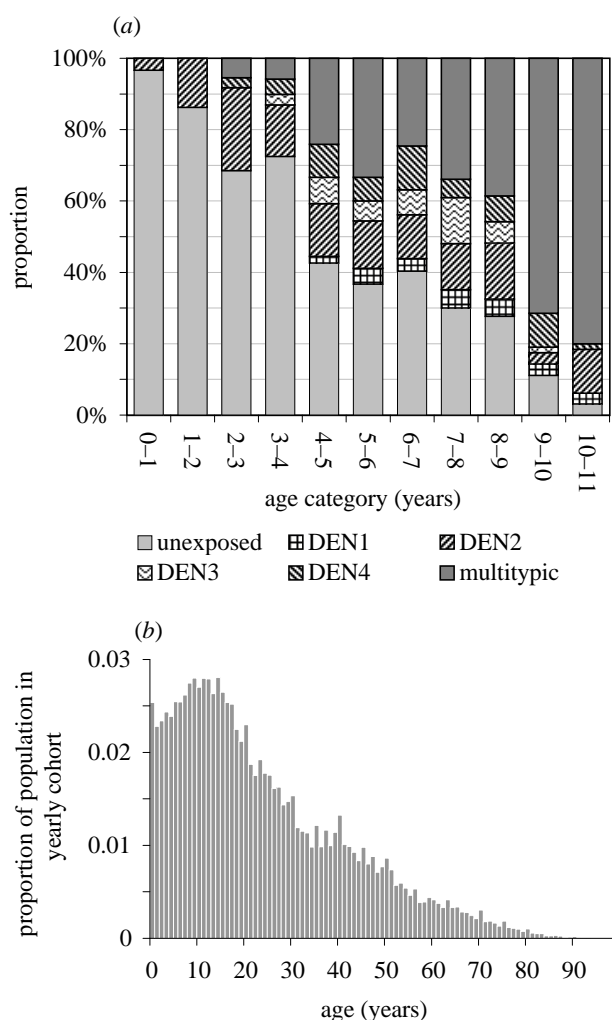 (a)
100%
80%
60%
40%
20%
0%
proportion
0–1
1–2
2–3
3–4
4–5
5–6
6–7
7–8
8–9
9–10
10–11
age category (years)
unexposed DEN1 DEN2
DEN3 DEN4 multitypic
(b)
0.03
0.02
0.01
0
proportion of population in
yearly cohort
0 10 20 30 40 50 60 70 80 90
age (years)